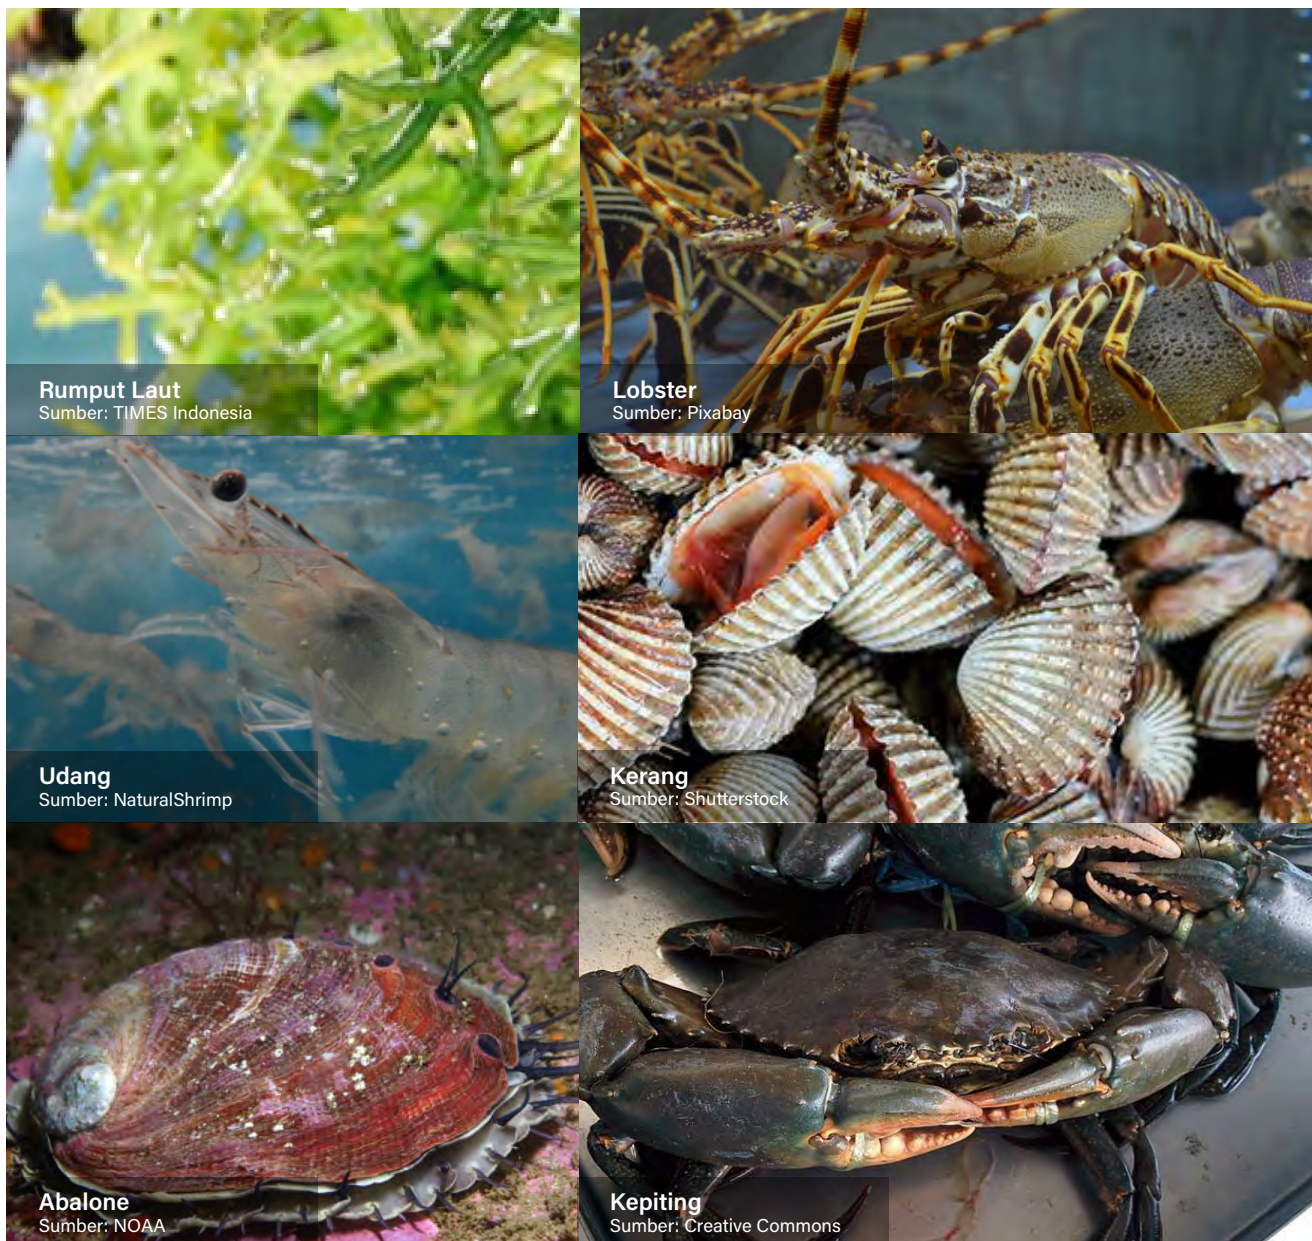 Rumput Laut
Sumber: TIMES Indonesia
Lobster
Sumber: Pixabay
Udang
Sumber: NaturalShrimp
Kerang
Sumber: Shutterstock
Abalone
Sumber: NOAA
Kepiting
Sumber: Creative Commons